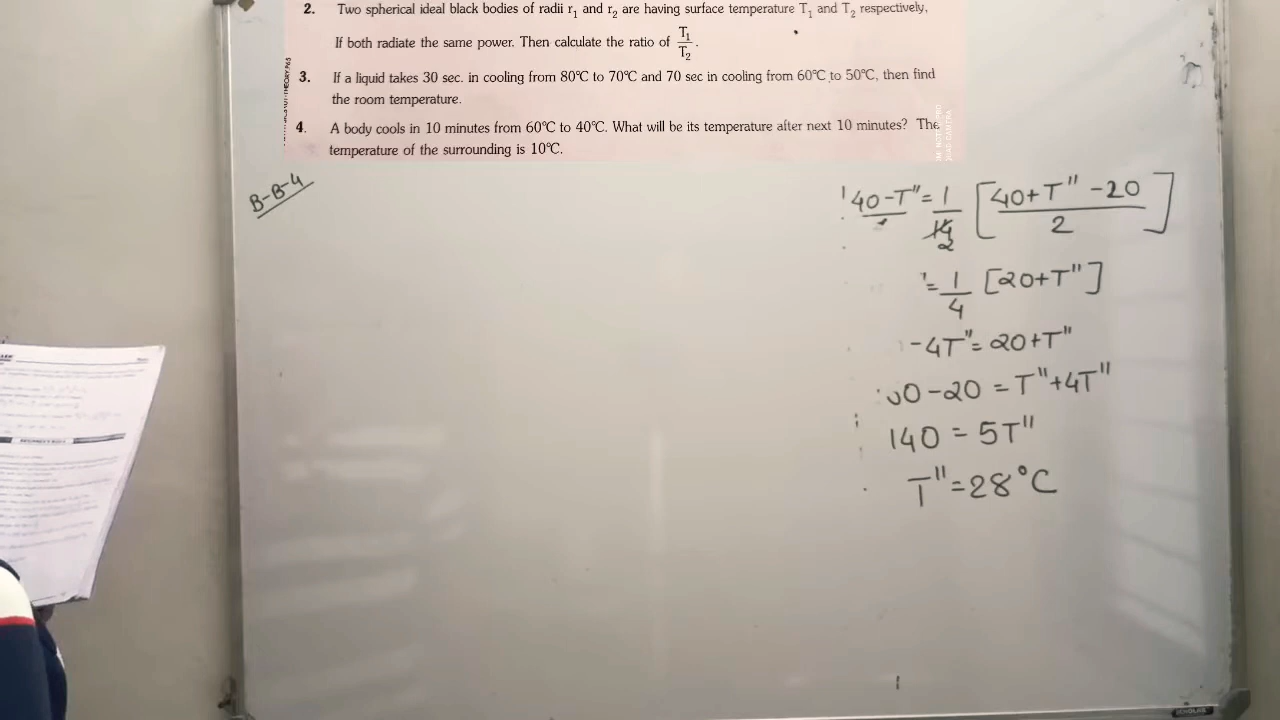 2. Two spherical ideal black bodies of radii r₁ and r₂ are having surface temperature T₁ and T₂ respectively,
If both radiate the same power. Then calculate the ratio of T₁/T₂.
3. If a liquid takes 30 sec. in cooling from 80°C to 70°C and 70 sec in cooling from 60°C to 50°C, then find
the room temperature.
4. A body cools in 10 minutes from 60°C to 40°C. What will be its temperature after next 10 minutes? The
temperature of the surrounding is 10°C.
B-B-4
40-T"= 1/2 [40+T" -20 / 2]
= 1/4 [20+T"]
-4T"= 20+T"
0-20 = T"+4T"
140 = 5T"
T"=28°C